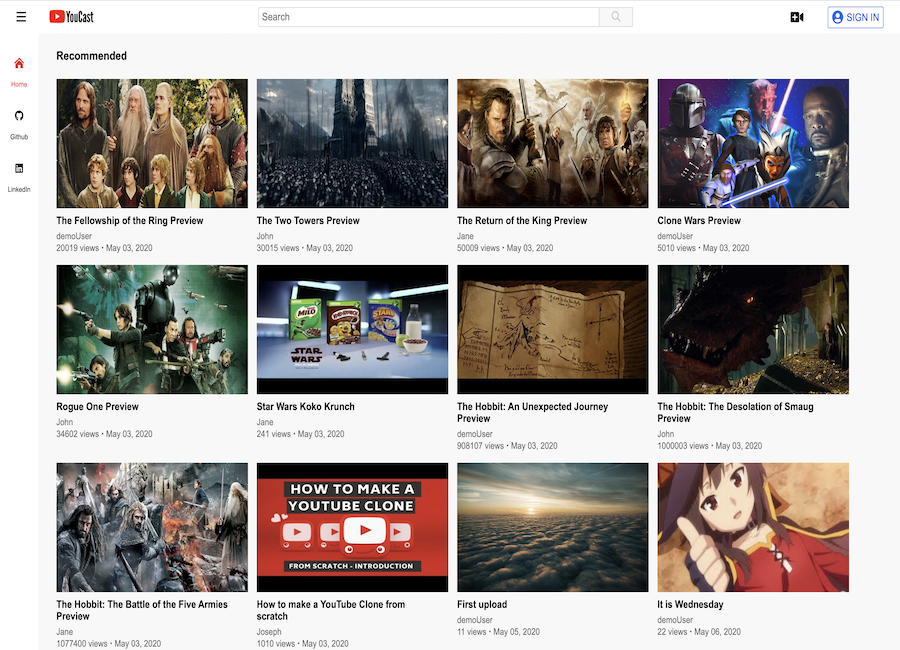 YouCast
Search
SIGN IN
Home
Github
LinkedIn
Recommended
The Fellowship of the Ring Preview
demoUser
20019 views • May 03, 2020
The Two Towers Preview
John
30015 views • May 03, 2020
The Return of the King Preview
Jane
50009 views • May 03, 2020
Clone Wars Preview
demoUser
5010 views • May 03, 2020
MILO
KOKO KRUNCH
STARS
STAR
WARS
Rogue One Preview
John
34602 views • May 03, 2020
Star Wars Koko Krunch
Jane
241 views • May 03, 2020
The Hobbit: An Unexpected Journey
Preview
demoUser
908107 views • May 03, 2020
The Hobbit: The Desolation of Smaug
Preview
John
1000003 views • May 03, 2020
HOW TO MAKE A
YOUTUBE CLONE
FROM SCRATCH - INTRODUCTION
The Hobbit: The Battle of the Five Armies
Preview
Jane
1077400 views • May 03, 2020
How to make a YouTube Clone from
scratch
Joseph
1010 views • May 03, 2020
First upload
demoUser
11 views • May 05, 2020
It is Wednesday
demoUser
22 views • May 06, 2020